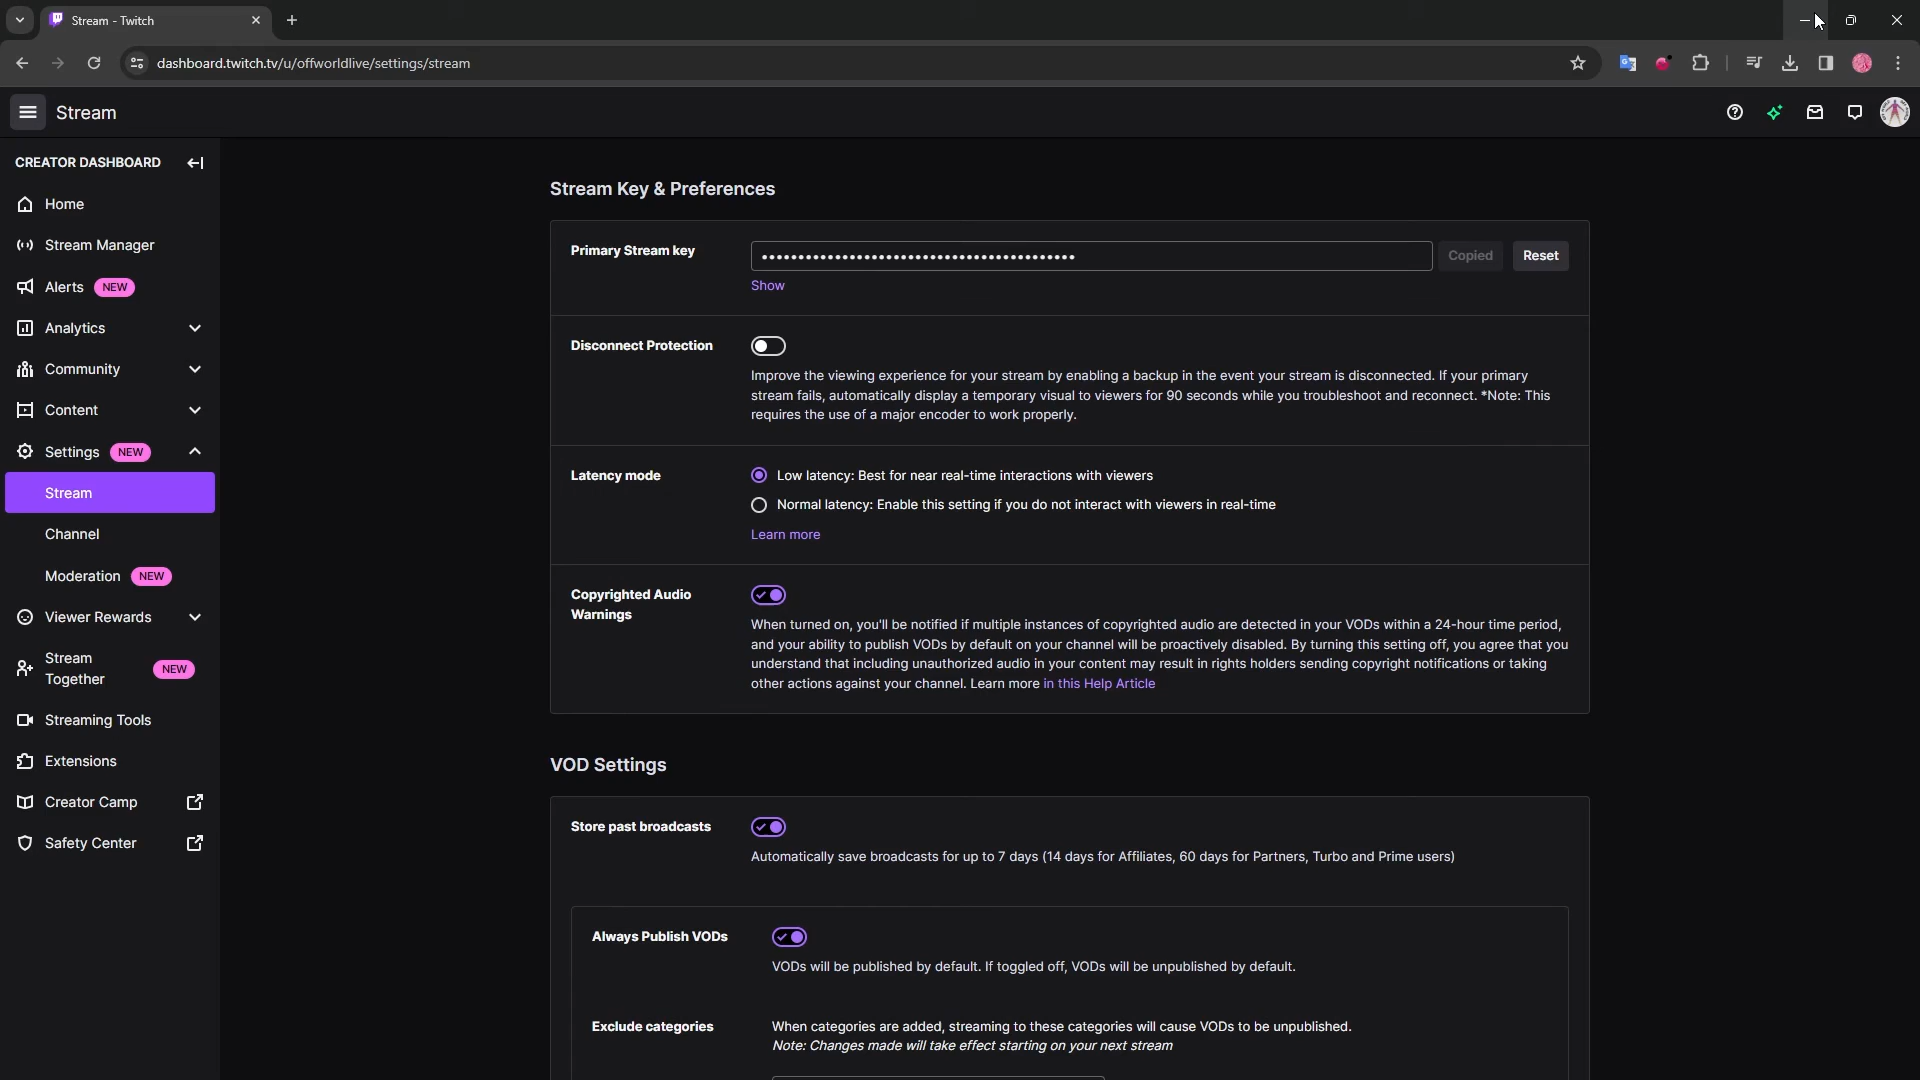 Stream - Twitch
dashboard.twitch.tv/u/offworldlive/settings/stream
Stream
CREATOR DASHBOARD
Home
Stream Manager
Alerts NEW
Analytics
Community
Content
Settings NEW
Stream
Channel
Moderation NEW
Viewer Rewards
Stream
Together NEW
Streaming Tools
Extensions
Creator Camp
Safety Center
Stream Key & Preferences
Primary Stream key
Copied
Reset
Show
Disconnect Protection
Improve the viewing experience for your stream by enabling a backup in the event your stream is disconnected. If your primary
stream fails, automatically display a temporary visual to viewers for 90 seconds while you troubleshoot and reconnect. *Note: This
requires the use of a major encoder to work properly.
Latency mode
Low latency: Best for near real-time interactions with viewers
Normal latency: Enable this setting if you do not interact with viewers in real-time
Learn more
Copyrighted Audio
Warnings
When turned on, you'll be notified if multiple instances of copyrighted audio are detected in your VODs within a 24-hour time period,
and your ability to publish VODs by default on your channel will be proactively disabled. By turning this setting off, you agree that you
understand that including unauthorized audio in your content may result in rights holders sending copyright notifications or taking
other actions against your channel. Learn more in this Help Article
VOD Settings
Store past broadcasts
Automatically save broadcasts for up to 7 days (14 days for Affiliates, 60 days for Partners, Turbo and Prime users)
Always Publish VODs
VODs will be published by default. If toggled off, VODs will be unpublished by default.
Exclude categories
When categories are added, streaming to these categories will cause VODs to be unpublished.
Note: Changes made will take effect starting on your next stream